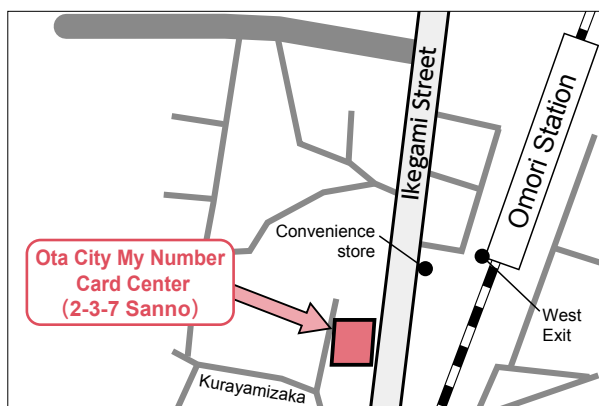 Ikegami Street
Omori Station
Convenience
store
Ota City My Number
Card Center
(2-3-7 Sanno)
West
Exit
Kurayamizaka